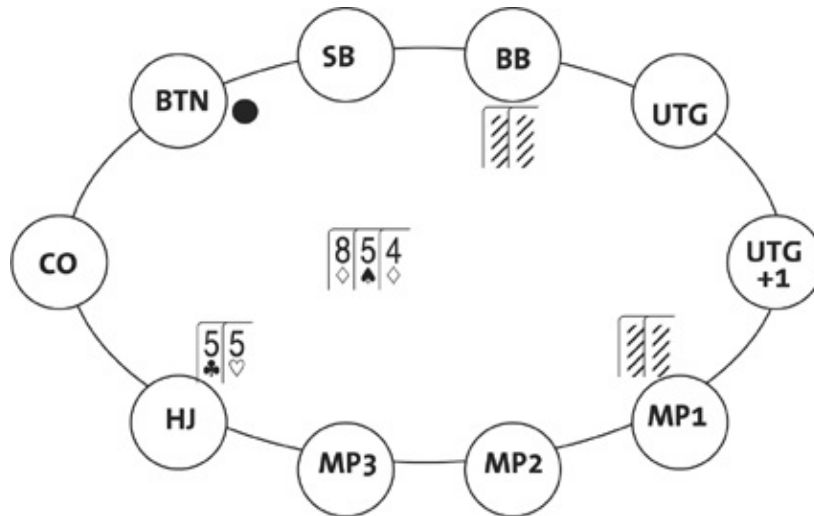 SB
BB
BTN
UTG
8 5 4
♢ ♠ ♢
CO
UTG
+1
5 5
♣ ♡
HJ
MP3
MP2
MP1